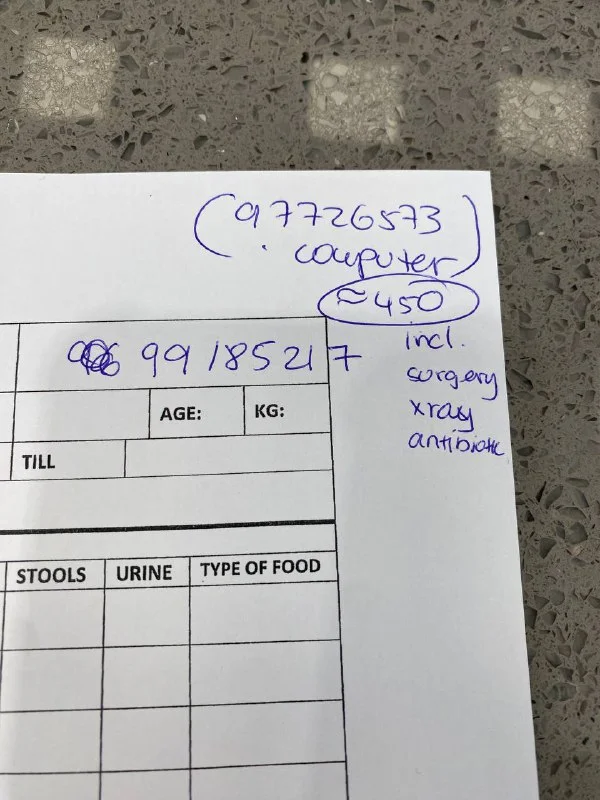 (97726573
computer)
≈450
incl.
surgery
xray
antibiotic
99185217
AGE:
KG:
TILL
STOOLS
URINE
TYPE OF FOOD